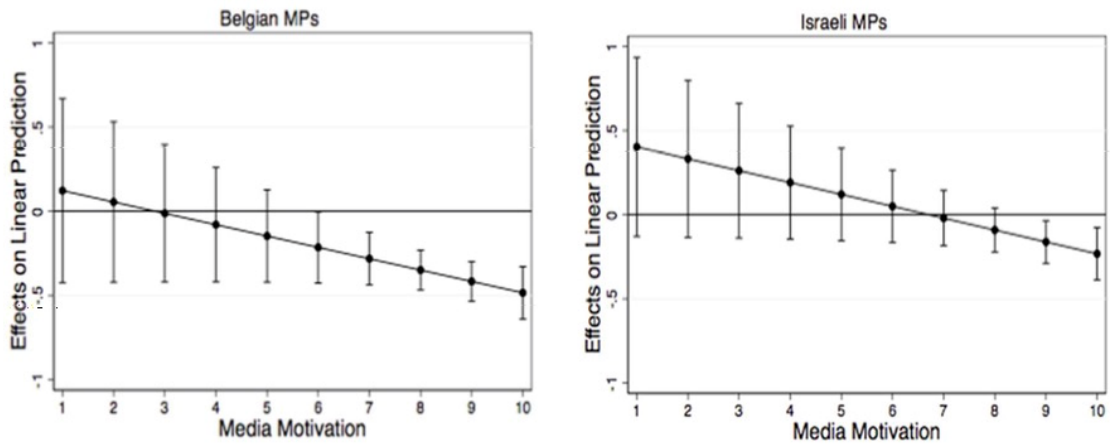 Belgian MPs
Effects on Linear Prediction
1
.5
0
-.5
-1
1 2 3 4 5 6 7 8 9 10
Media Motivation
Israeli MPs
Effects on Linear Prediction
1
.5
0
-.5
-1
1 2 3 4 5 6 7 8 9 10
Media Motivation